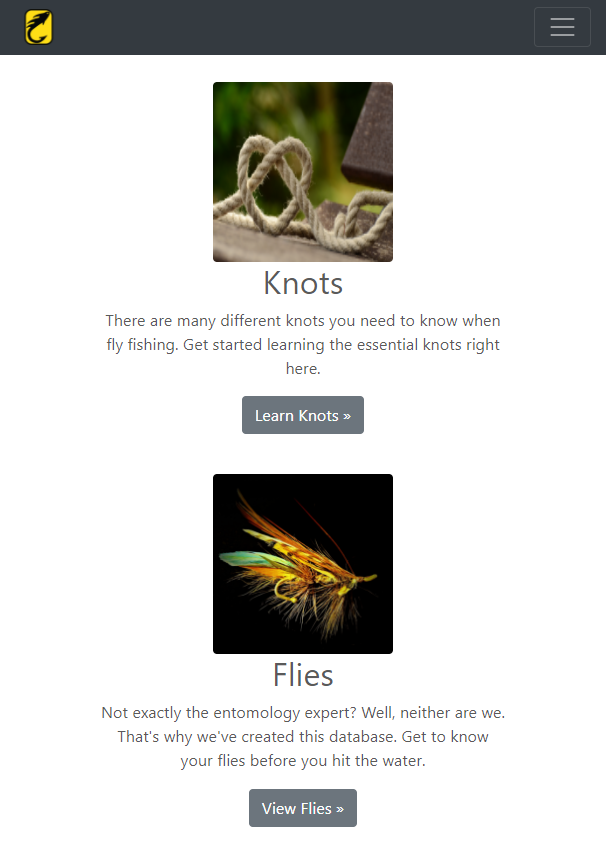 Knots
There are many different knots you need to know when
fly fishing. Get started learning the essential knots right
here.
Learn Knots »
Flies
Not exactly the entomology expert? Well, neither are we.
That's why we've created this database. Get to know
your flies before you hit the water.
View Flies »